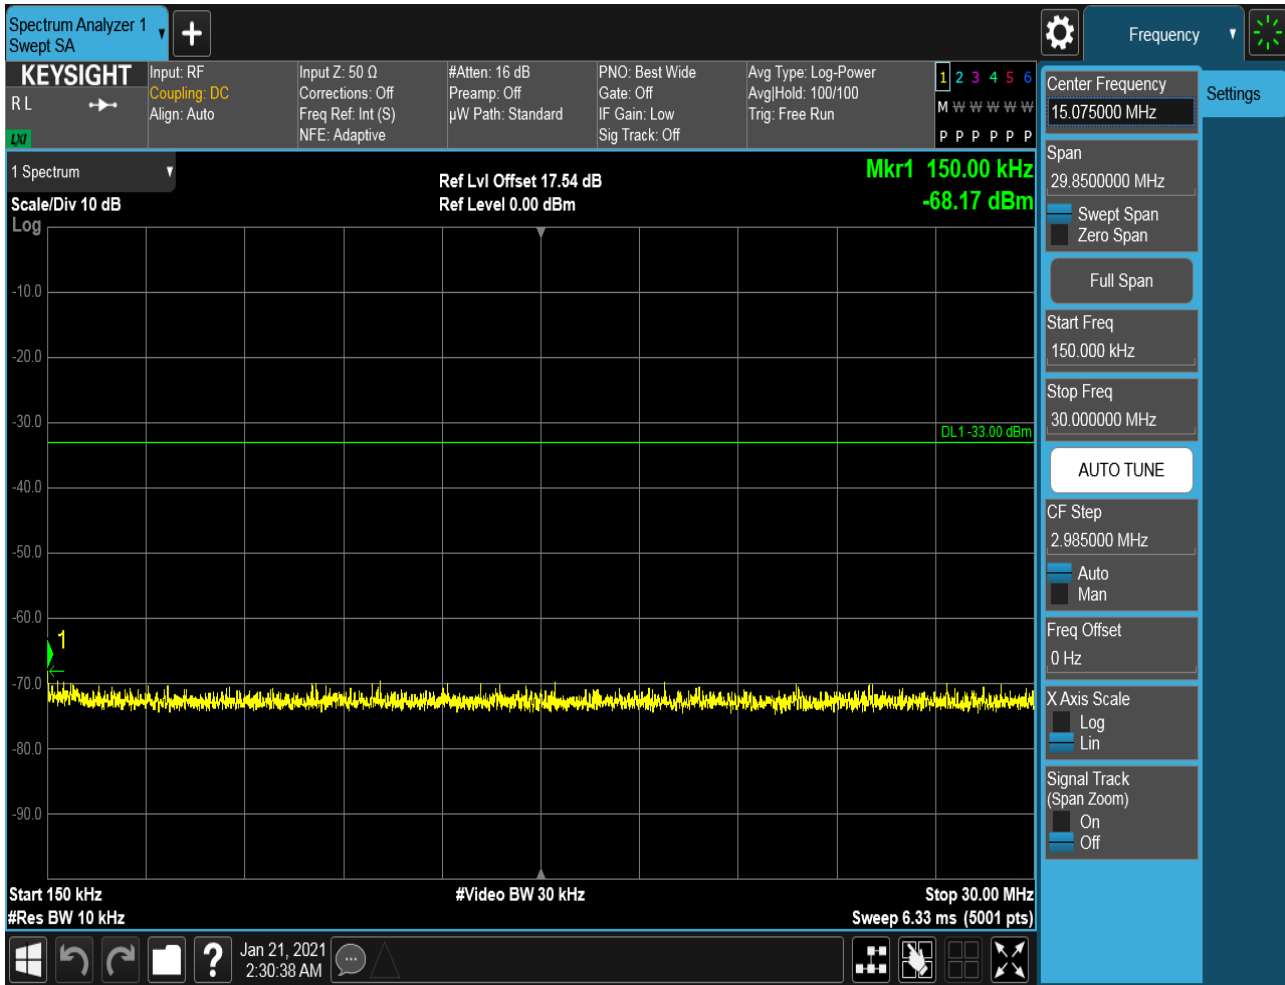 Spectrum Analyzer 1
Swept SA
+
Frequency
KEYSIGHT
R L
LXI
Input: RF
Coupling: DC
Align: Auto
Input Z: 50 Ω
Corrections: Off
Freq Ref: Int (S)
NFE: Adaptive
#Atten: 16 dB
Preamp: Off
µW Path: Standard
PNO: Best Wide
Gate: Off
IF Gain: Low
Sig Track: Off
Avg Type: Log-Power
Avg|Hold: 100/100
Trig: Free Run
1 2 3 4 5 6
M W W W W W
P P P P P P
1 Spectrum
Scale/Div 10 dB
Log
Ref Lvl Offset 17.54 dB
Ref Level 0.00 dBm
Mkr1 150.00 kHz
-68.17 dBm
-10.0
-20.0
-30.0
DL1 -33.00 dBm
-40.0
-50.0
-60.0
1
-70.0
-80.0
-90.0
Start 150 kHz
#Video BW 30 kHz
Stop 30.00 MHz
#Res BW 10 kHz
Sweep 6.33 ms (5001 pts)
?
Jan 21, 2021
2:30:38 AM
Center Frequency
15.075000 MHz
Settings
Span
29.8500000 MHz
Swept Span
Zero Span
Full Span
Start Freq
150.000 kHz
Stop Freq
30.000000 MHz
AUTO TUNE
CF Step
2.985000 MHz
Auto
Man
Freq Offset
0 Hz
X Axis Scale
Log
Lin
Signal Track
(Span Zoom)
On
Off